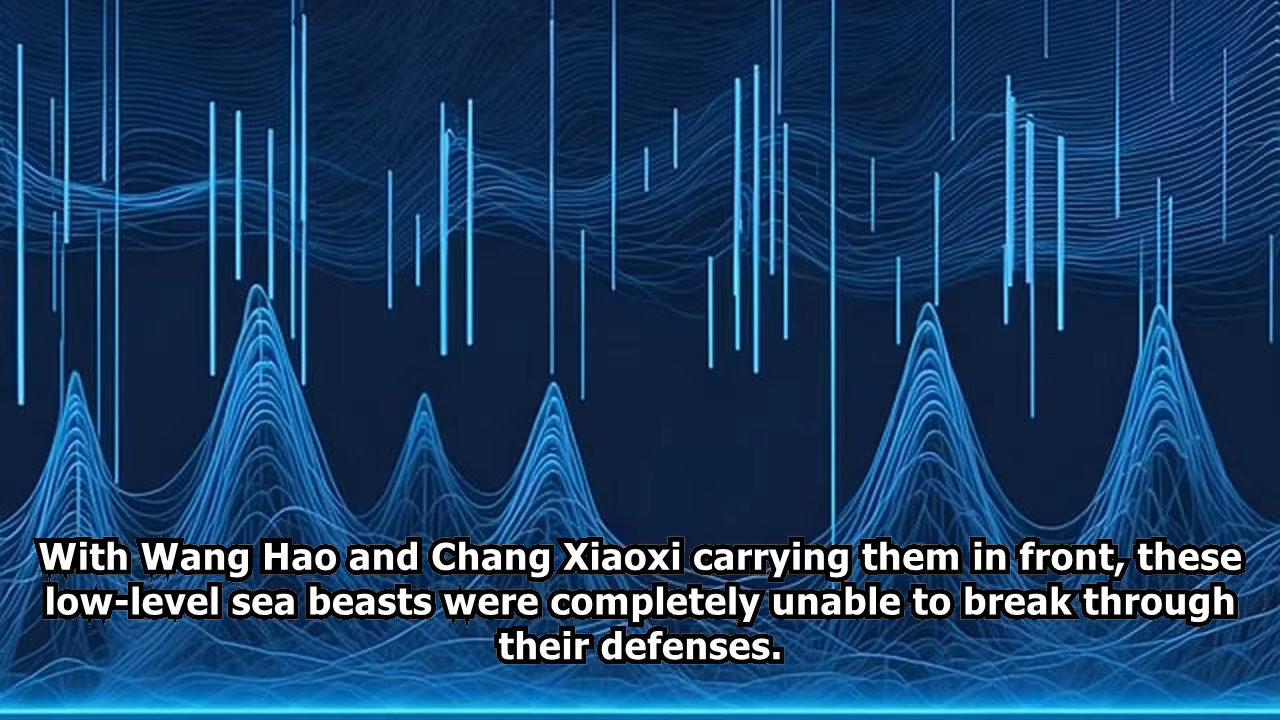 With Wang Hao and Chang Xiaoxi carrying them in front, these
low-level sea beasts were completely unable to break through
their defenses.